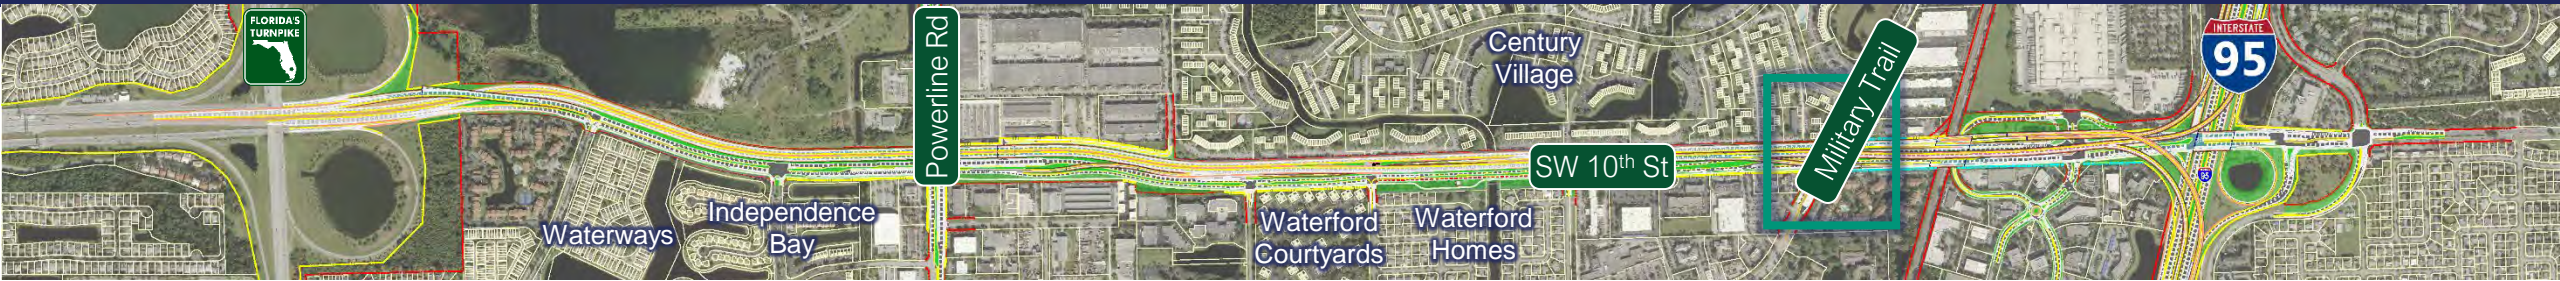 FLORIDA'S
TURNPIKE
Powerline Rd
Century
Village
Military Trail
INTERSTATE
95
SW 10th St
95
Independence
Bay
Waterways
Waterford
Courtyards
Waterford
Homes